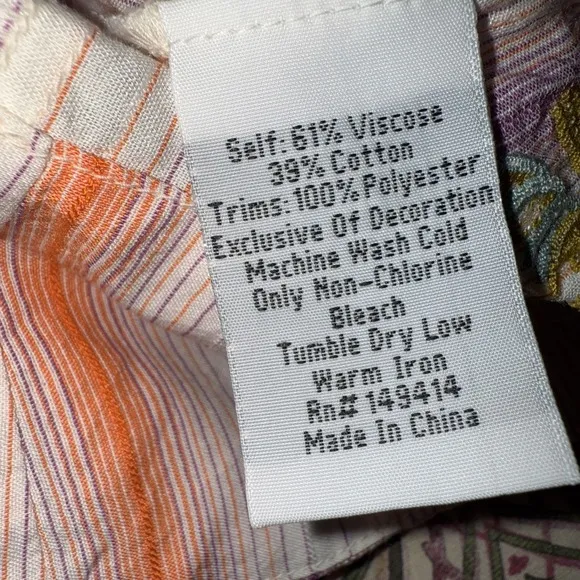 Self: 61% Viscose
39% Cotton
Trims: 100% Polyester
Exclusive Of Decoration
Machine Wash Cold
Only Non-Chlorine
Bleach
Tumble Dry Low
Warm Iron
Rn# 149414
Made In China